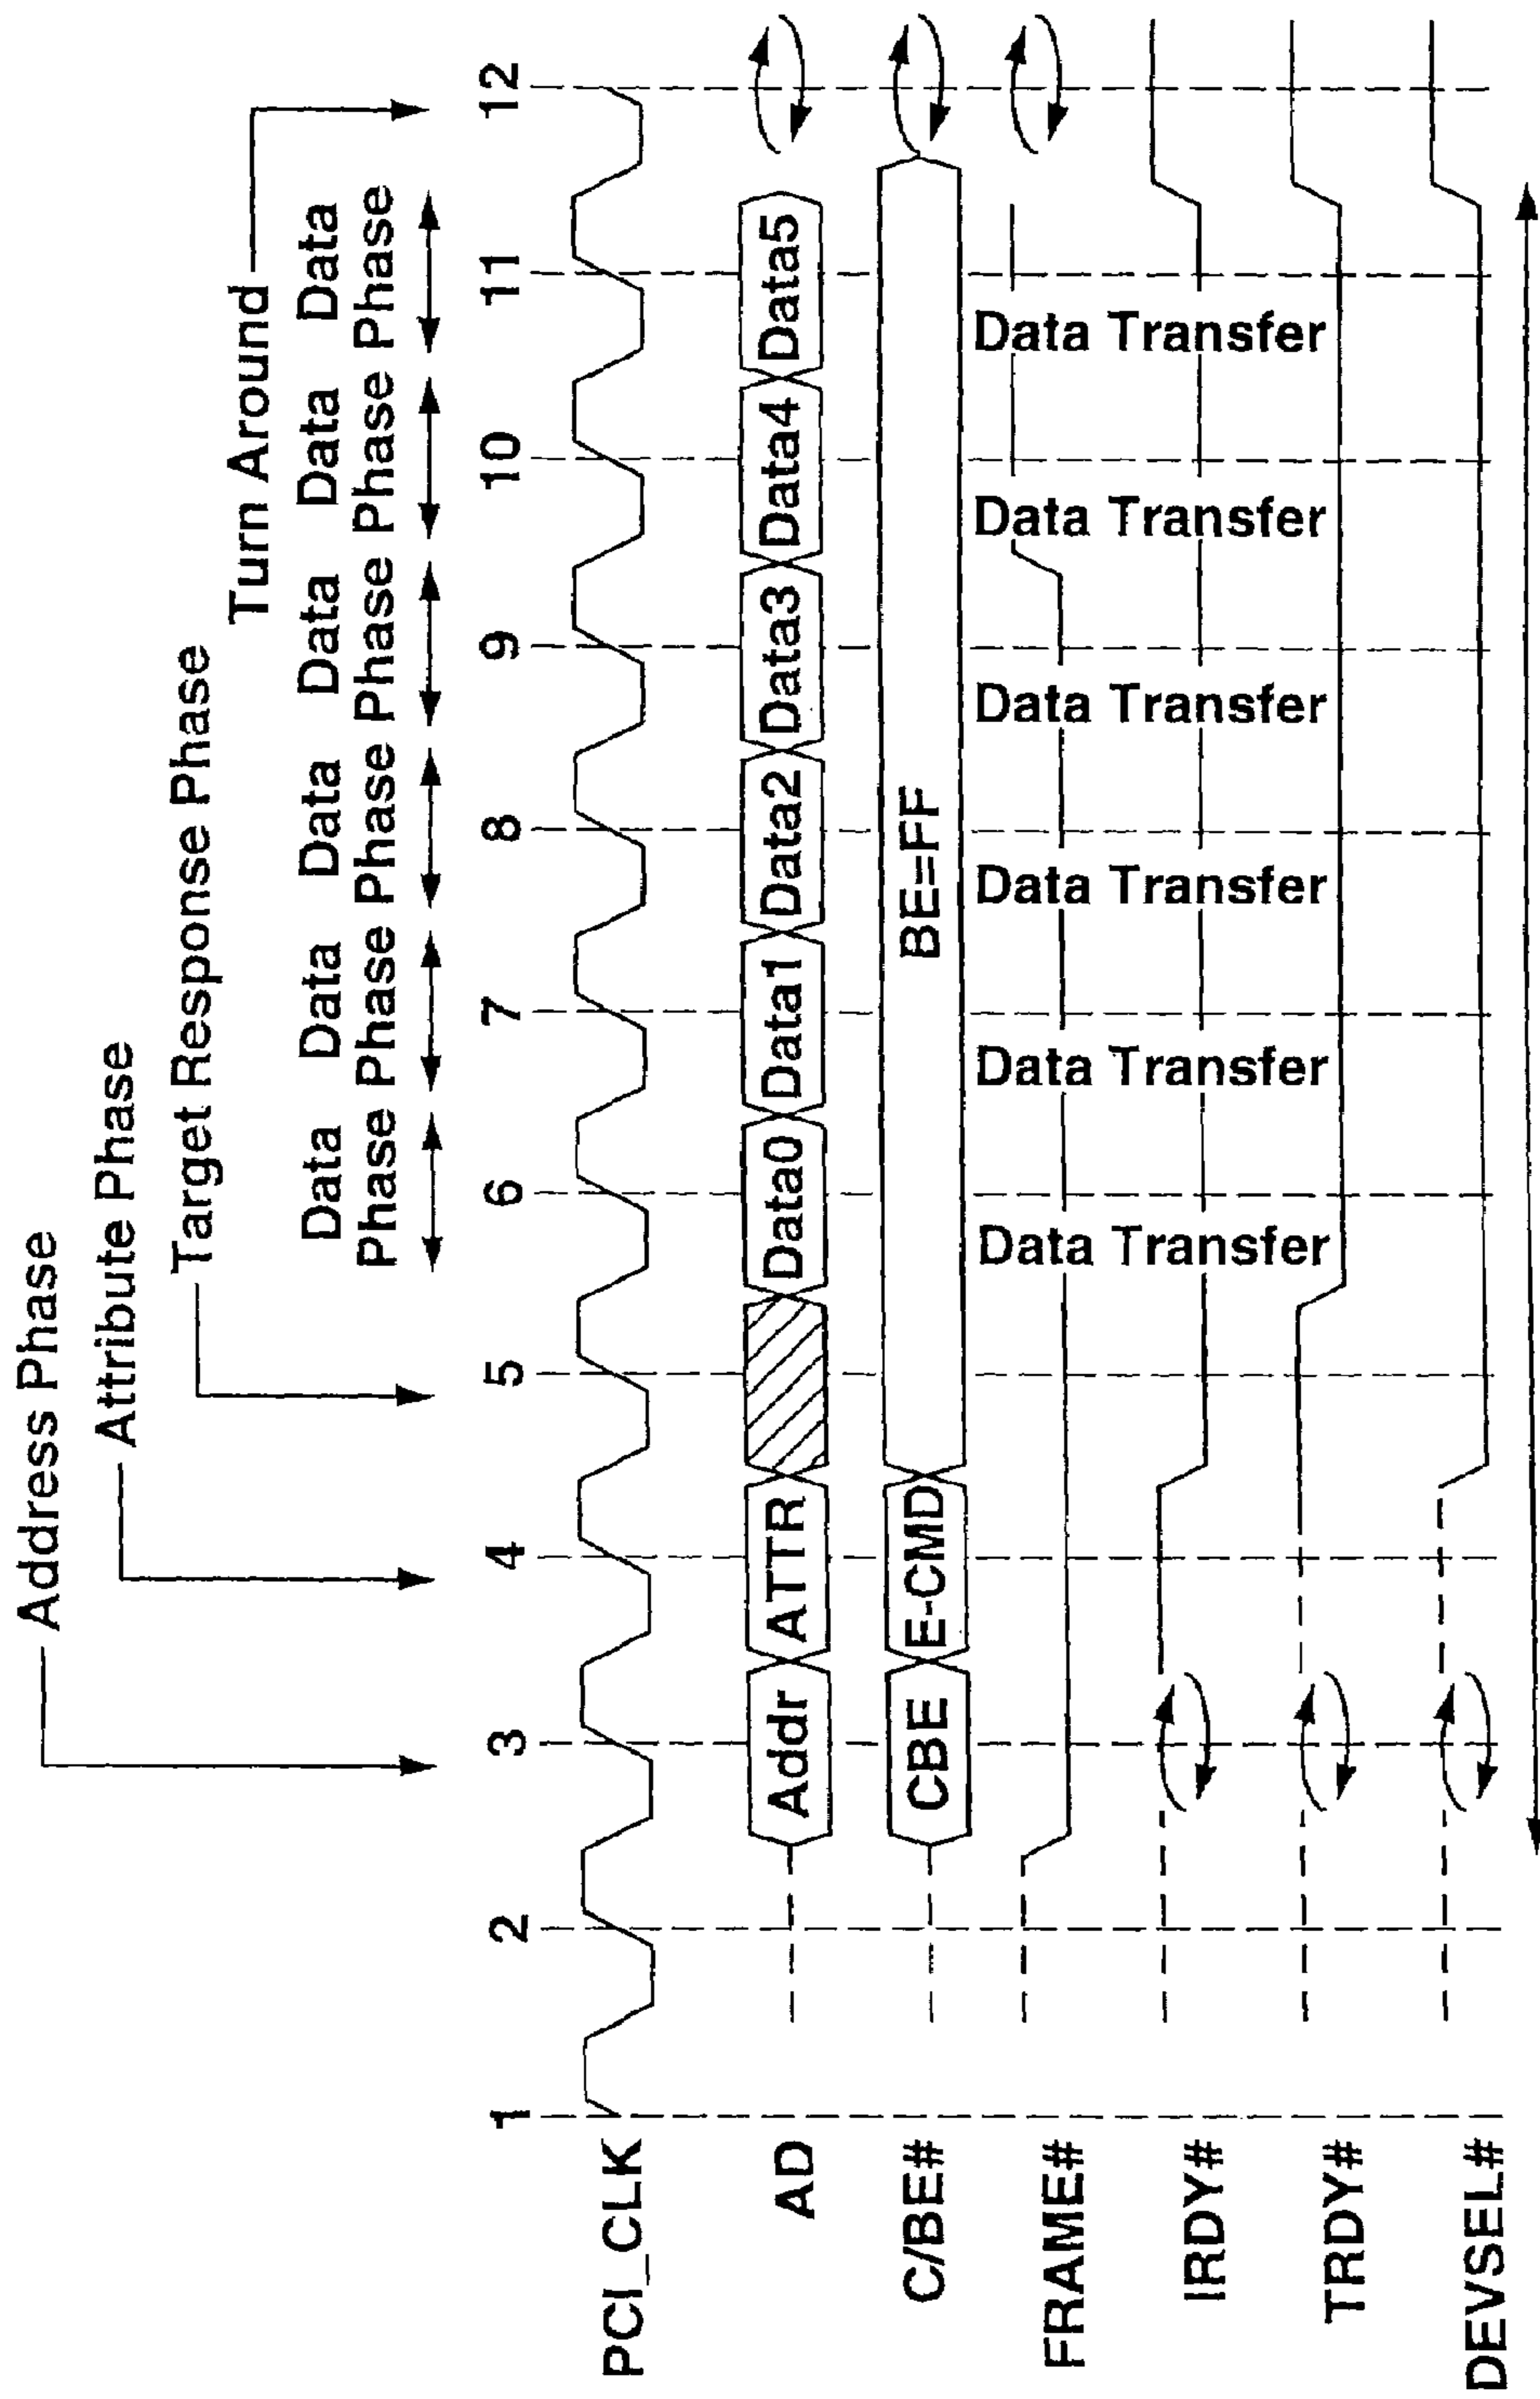 Address Phase
Attribute Phase
Target Response Phase
Turn Around
Data Data Data Data Data Data
Phase Phase Phase Phase Phase Phase
1 2 3 4 5 6 7 8 9 10 11 12
PCI_CLK
AD Addr ATTR Data0 Data1 Data2 Data3 Data4 Data5
C/BE# CBE E-CMD BE=FF
FRAME#
IRDY#
TRDY#
DEVSEL#
Data Transfer
Data Transfer
Data Transfer
Data Transfer
Data Transfer
Data Transfer